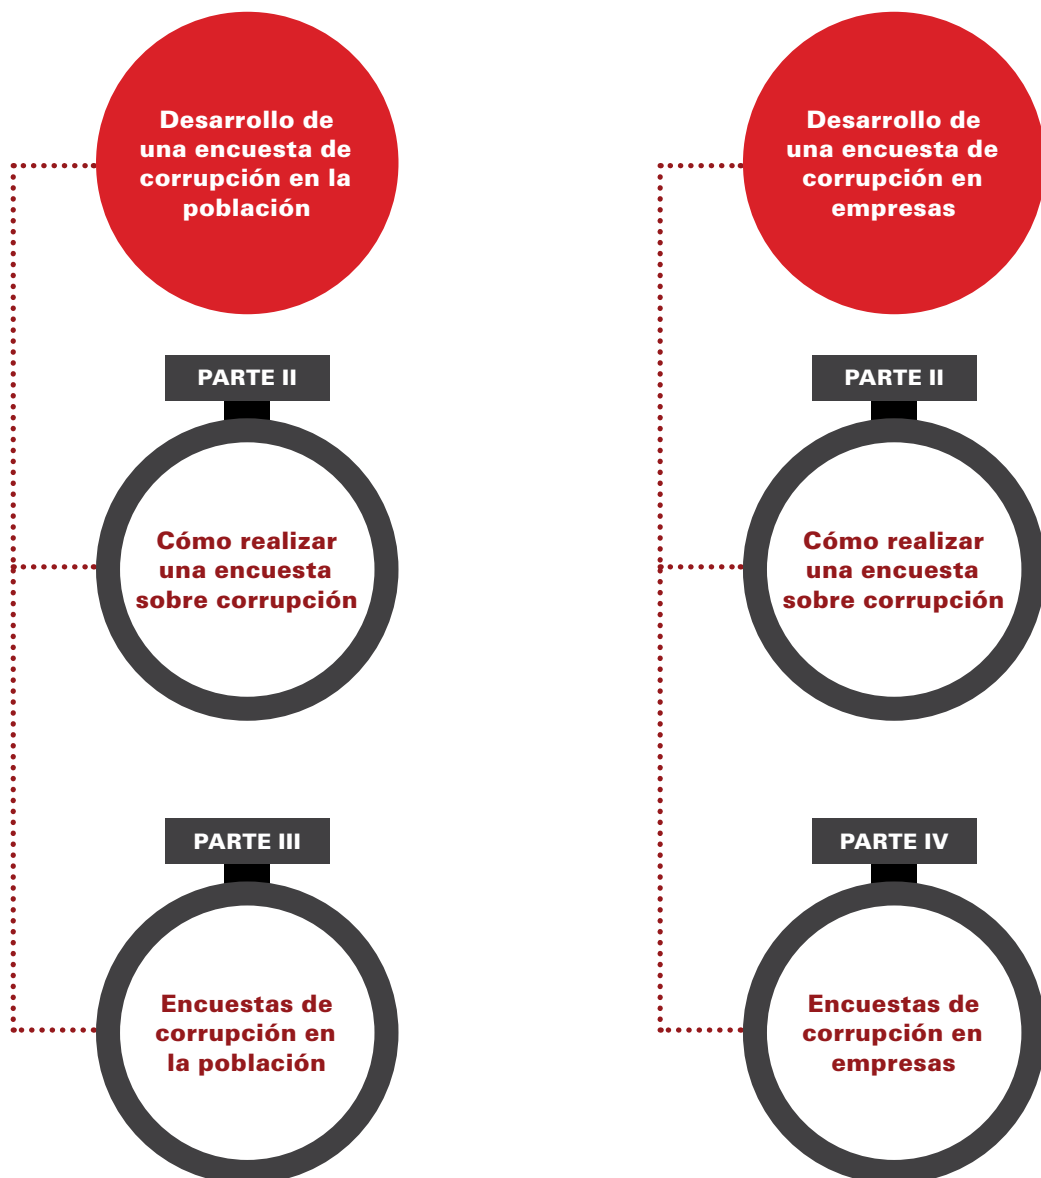 Desarrollo de
una encuesta de
corrupción en la
población
PARTE II
Cómo realizar
una encuesta
sobre corrupción
PARTE III
Encuestas de
corrupción en
la población
Desarrollo de
una encuesta de
corrupción en
empresas
PARTE II
Cómo realizar
una encuesta
sobre corrupción
PARTE IV
Encuestas de
corrupción en
empresas